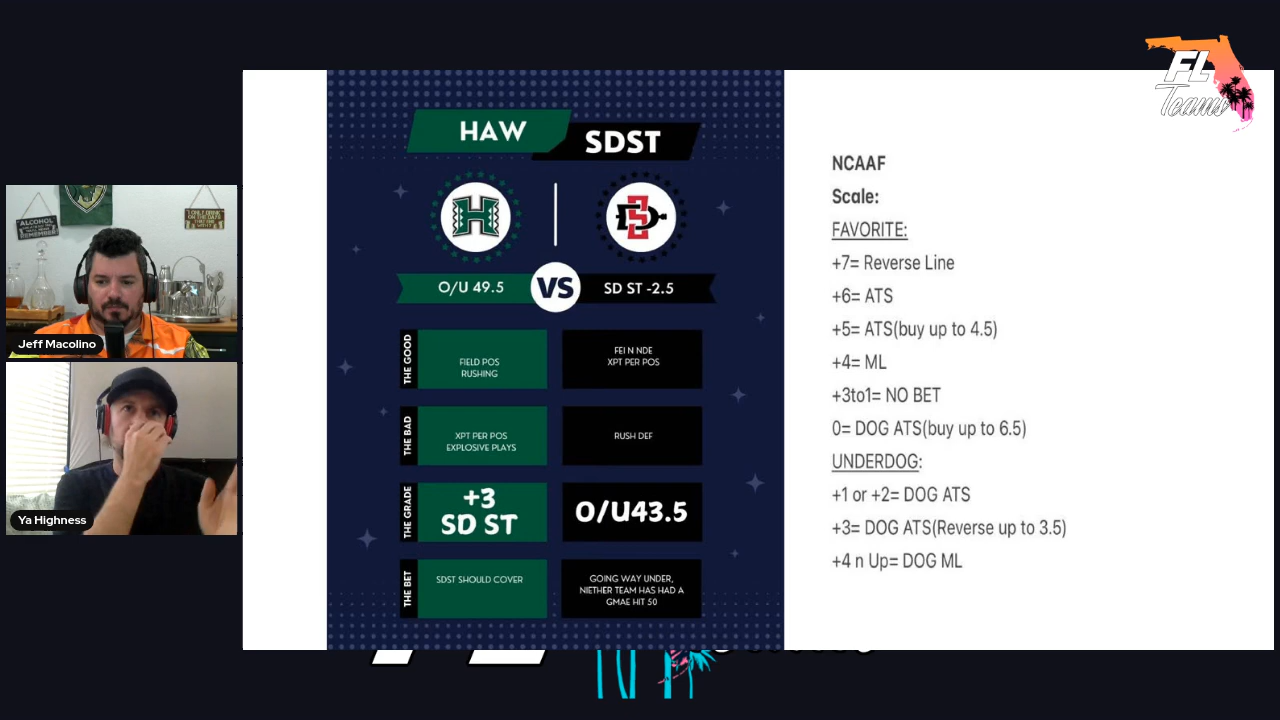 FL
Teams
HAW
SDST
H
SD
O/U 49.5
VS
SD ST -2.5
THE GOOD
FIELD POS
RUSHING
FEI N NDE
XPT PER POS
THE BAD
XPT PER POS
EXPLOSIVE PLAYS
RUSH DEF
THE GRADE
+3
SD ST
O/U43.5
THE BET
SDST SHOULD COVER
GOING WAY UNDER,
NIETHER TEAM HAS HAD A
GMAE HIT 50
NCAAF
Scale:
FAVORITE:
+7= Reverse Line
+6= ATS
+5= ATS(buy up to 4.5)
+4= ML
+3to1= NO BET
0= DOG ATS(buy up to 6.5)
UNDERDOG:
+1 or +2= DOG ATS
+3= DOG ATS(Reverse up to 3.5)
+4 n Up= DOG ML
ALCOHOL
Jeff Macolino
Ya Highness